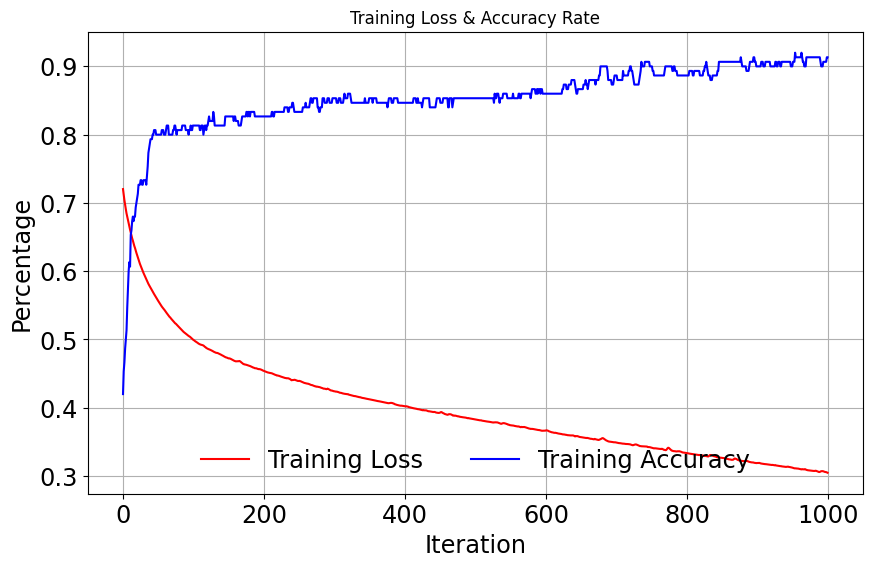 Training Loss & Accuracy Rate
Percentage
0.9
0.8
0.7
0.6
0.5
0.4
0.3
0 200 400 600 800 1000
Iteration
Training Loss Training Accuracy